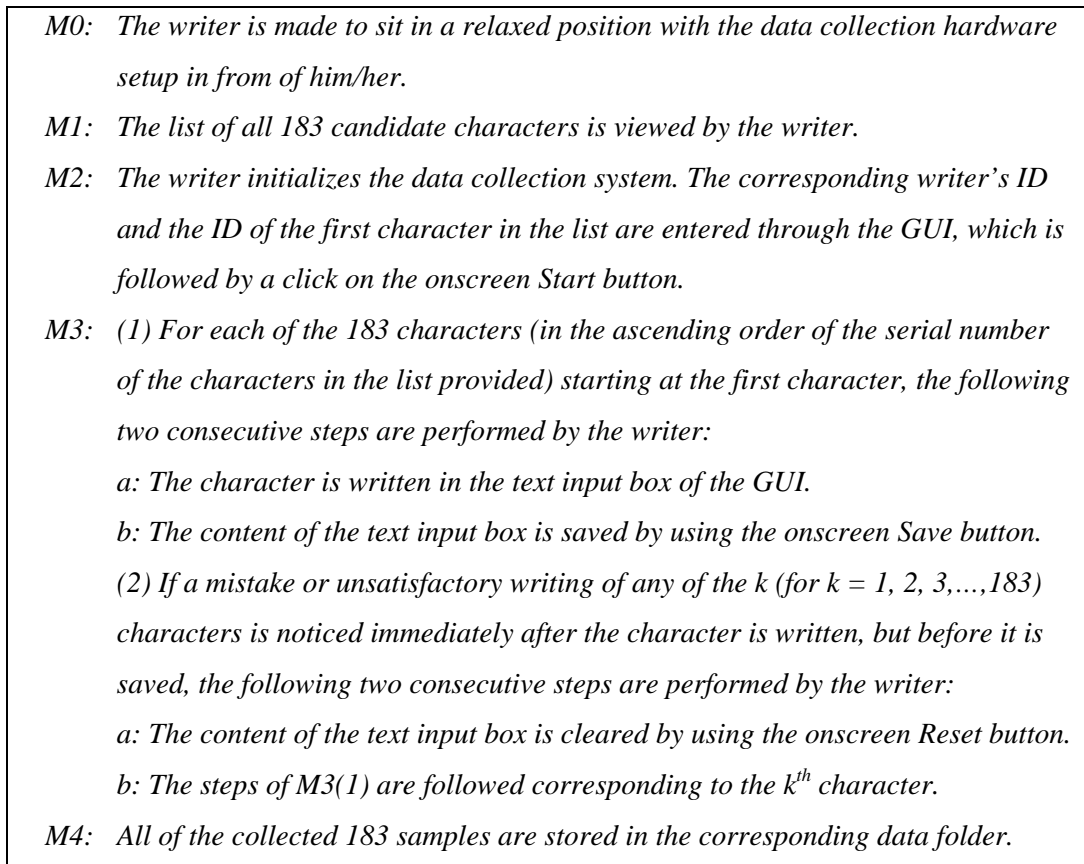 M0: The writer is made to sit in a relaxed position with the data collection hardware
setup in from of him/her.
M1: The list of all 183 candidate characters is viewed by the writer.
M2: The writer initializes the data collection system. The corresponding writer’s ID
and the ID of the first character in the list are entered through the GUI, which is
followed by a click on the onscreen Start button.
M3: (1) For each of the 183 characters (in the ascending order of the serial number
of the characters in the list provided) starting at the first character, the following
two consecutive steps are performed by the writer:
a: The character is written in the text input box of the GUI.
b: The content of the text input box is saved by using the onscreen Save button.
(2) If a mistake or unsatisfactory writing of any of the k (for k = 1, 2, 3,...,183)
characters is noticed immediately after the character is written, but before it is
saved, the following two consecutive steps are performed by the writer:
a: The content of the text input box is cleared by using the onscreen Reset button.
b: The steps of M3(1) are followed corresponding to the kth character.
M4: All of the collected 183 samples are stored in the corresponding data folder.